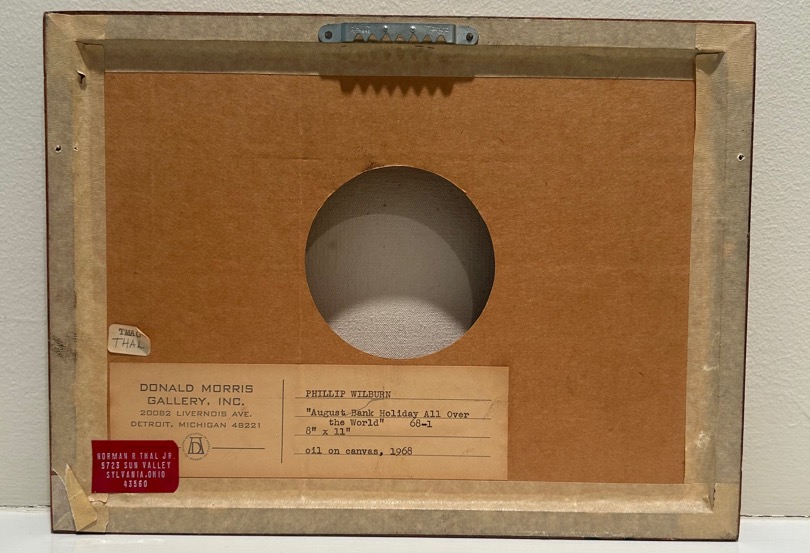 TMA
THAL
DONALD MORRIS
GALLERY, INC.
20082 LIVERNOIS AVE.
DETROIT, MICHIGAN 48221
PHILLIP WILBURN
"August Bank Holiday All Over
the World" 68-1
8" x 11"
oil on canvas, 1968
NORMAN R THAL JR
5723 SUN VALLEY
SYLVANIA, OHIO
43560